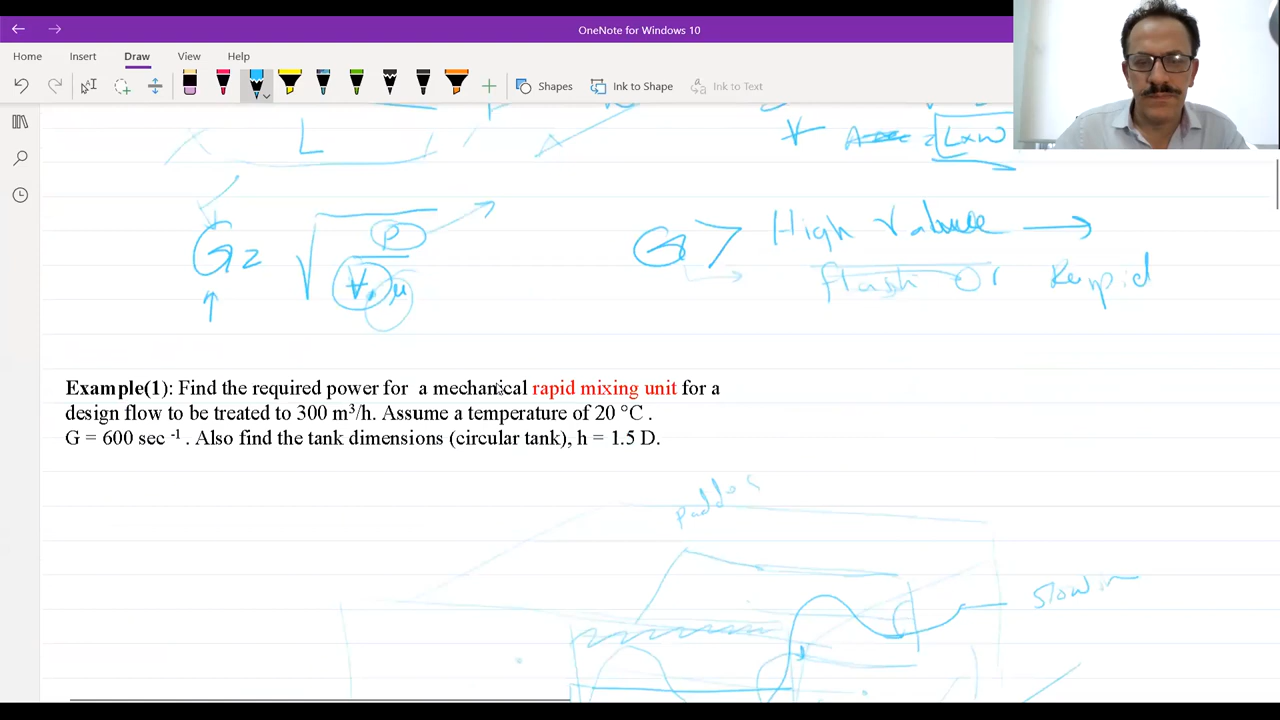 OneNote for Windows 10
Home Insert Draw View Help
Shapes Ink to Shape Ink to Text
L
A = L x W
G = √ P / V. μ
G > High Value →
flash or Rapid
Example(1): Find the required power for a mechanical rapid mixing unit for a
design flow to be treated to 300 m³/h. Assume a temperature of 20 °C .
G = 600 sec ⁻¹ . Also find the tank dimensions (circular tank), h = 1.5 D.